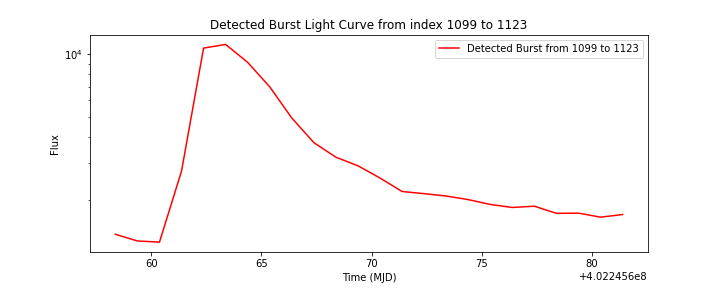 Detected Burst Light Curve from index 1099 to 1123
Detected Burst from 1099 to 1123
10⁴
Flux
60 65 70 75 80
Time (MJD)
+4.022456e8